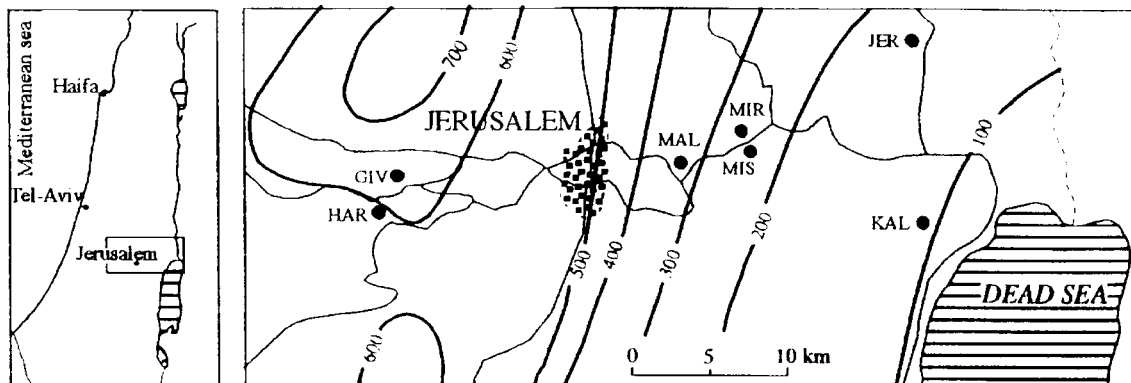 Mediterranean sea
Haifa
Tel-Aviv
Jerusalem
700
600
JER
JERUSALEM
MIR
MAL
MIS
100
GIV
HAR
200
KAL
500
400
300
600
DEAD SEA
0 5 10 km